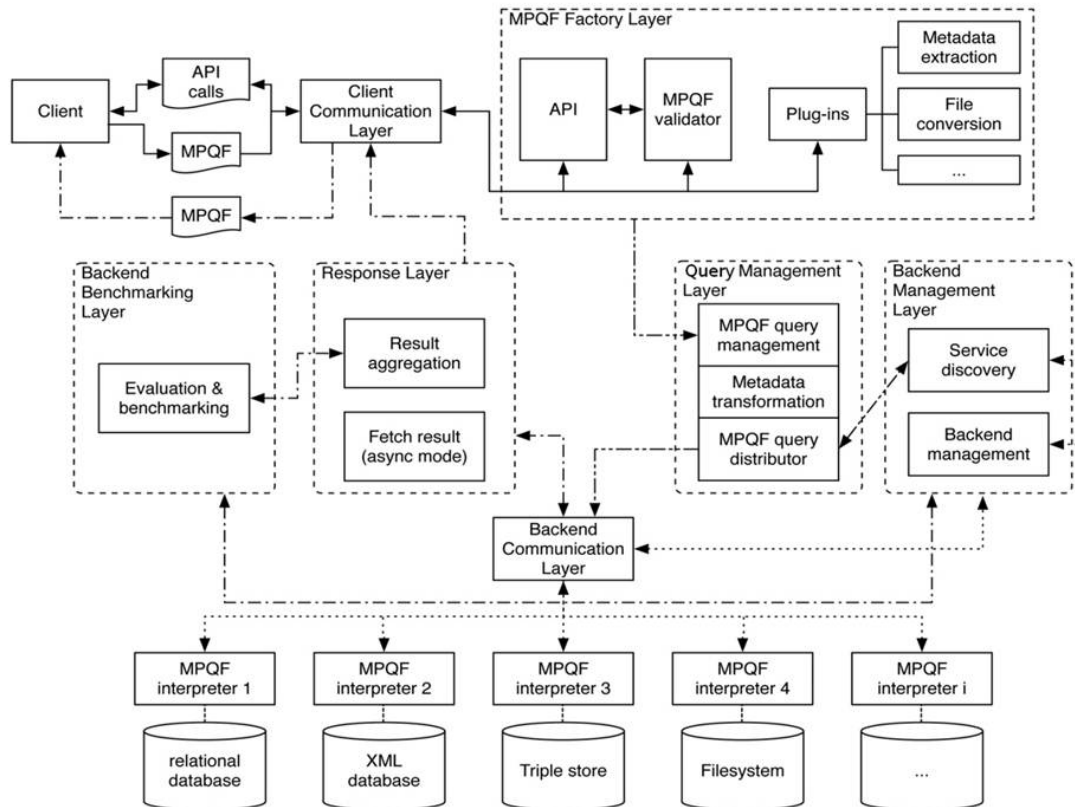 MPQF Factory Layer
Metadata
extraction
API
calls
Client
Client
Communication
Layer
API
MPQF
validator
Plug-ins
File
conversion
MPQF
...
MPQF
Backend
Benchmarking
Layer
Response Layer
Query Management
Layer
Backend
Management
Layer
Result
aggregation
MPQF query
management
Service
discovery
Evaluation &
benchmarking
Metadata
transformation
Fetch result
(async mode)
MPQF query
distributor
Backend
management
Backend
Communication
Layer
MPQF
interpreter 1
MPQF
interpreter 2
MPQF
interpreter 3
MPQF
interpreter 4
MPQF
interpreter i
relational
database
XML
database
Triple store
Filesystem
...